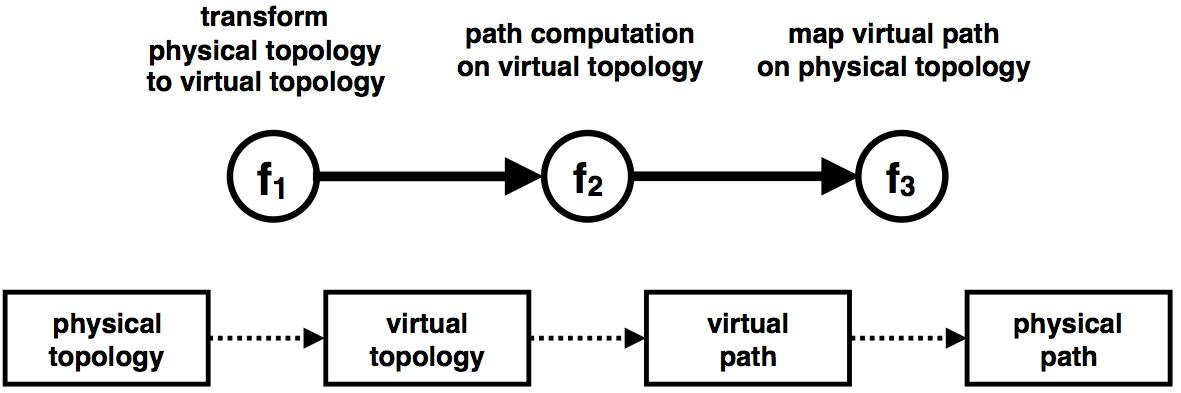 transform
physical topology
to virtual topology
path computation
on virtual topology
map virtual path
on physical topology
f₁
f₂
f₃
physical
topology
virtual
topology
virtual
path
physical
path